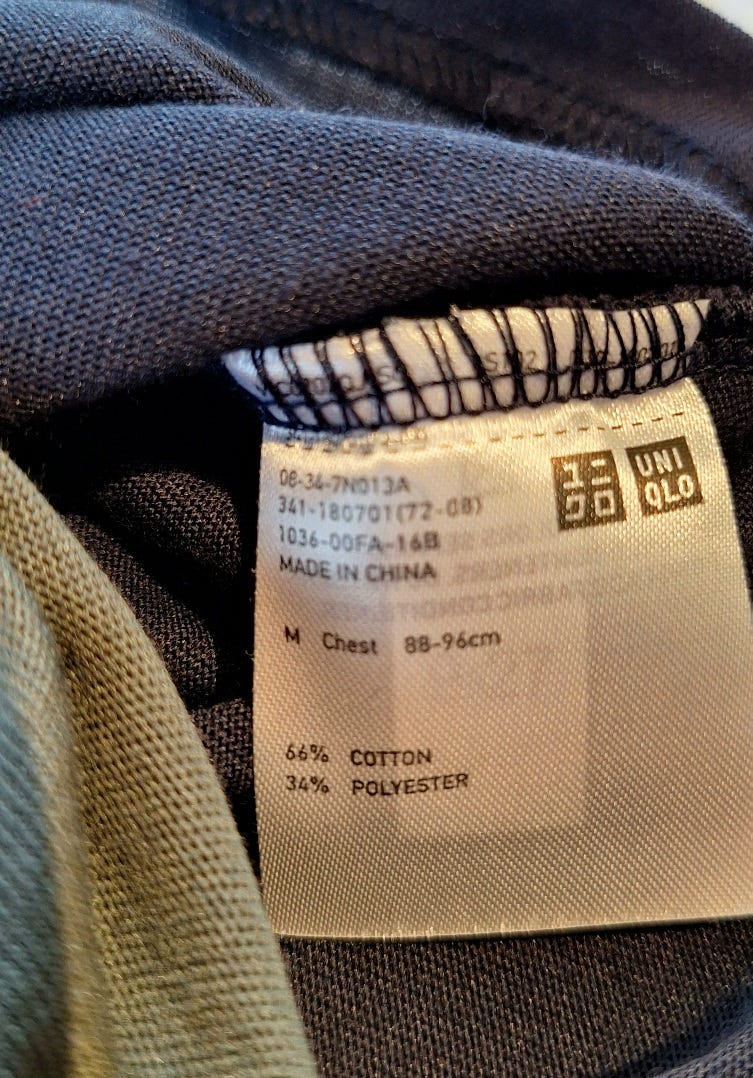 08-34-7N013A
341-180701(72-08)
1036-00FA-16B
MADE IN CHINA
ユニ
クロ
UNI
QLO
M Chest 88-96cm
66% COTTON
34% POLYESTER